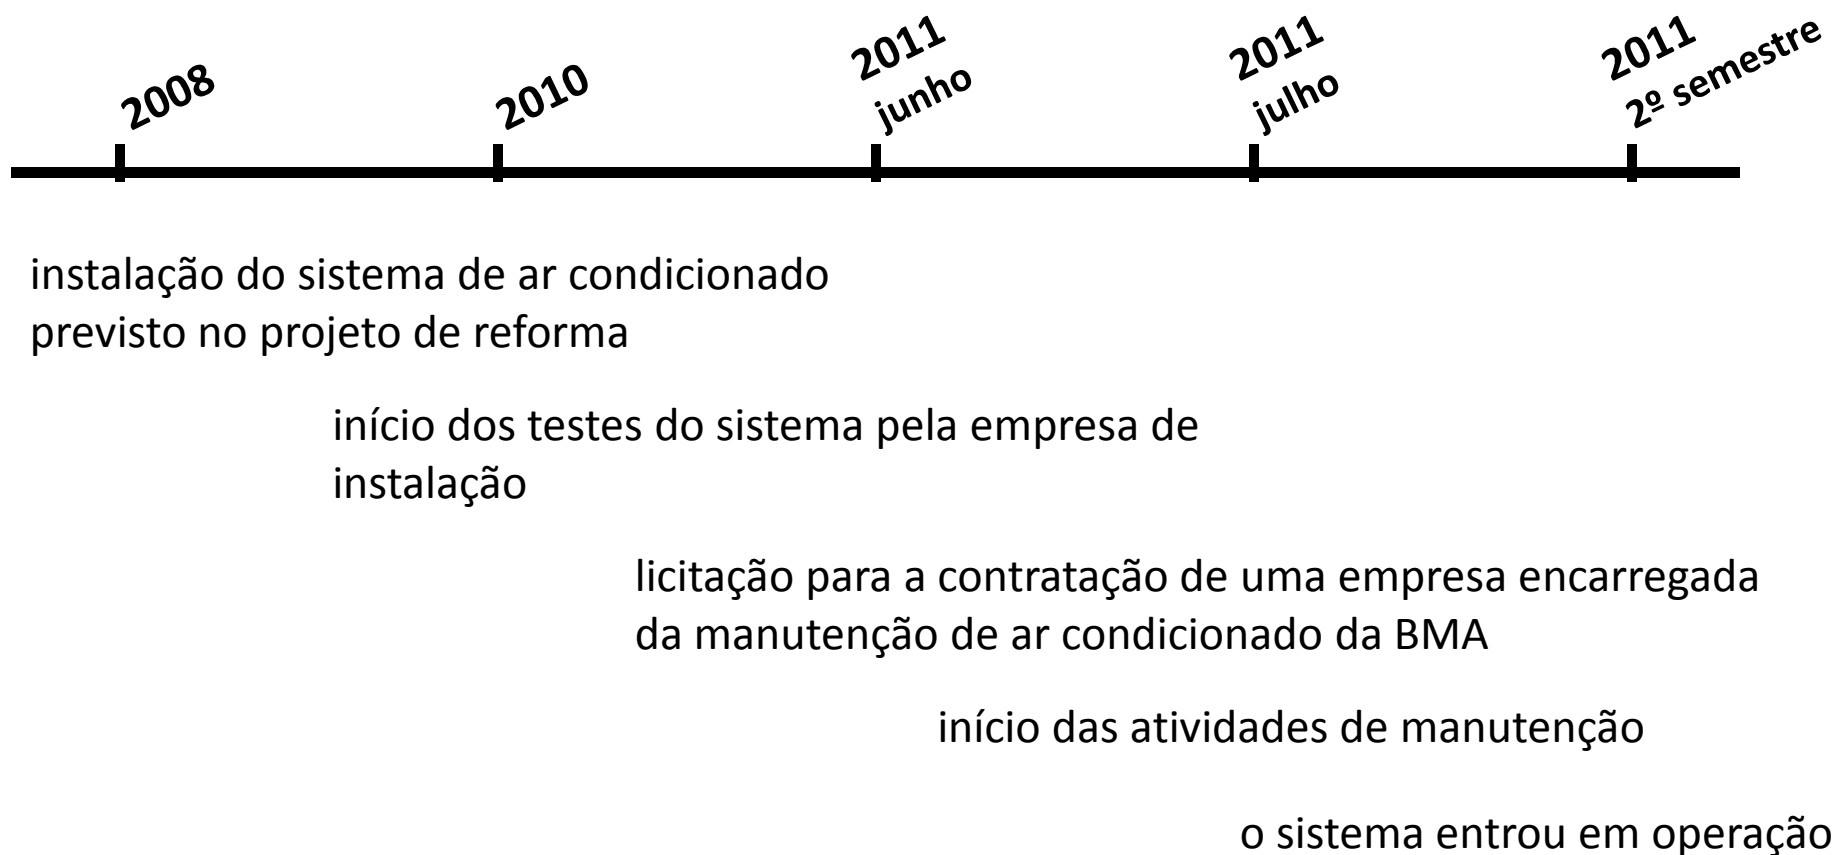 2008
2010
2011
junho
2011
julho
2011
2º semestre
instalação do sistema de ar condicionado
previsto no projeto de reforma
início dos testes do sistema pela empresa de
instalação
licitação para a contratação de uma empresa encarregada
da manutenção de ar condicionado da BMA
início das atividades de manutenção
o sistema entrou em operação